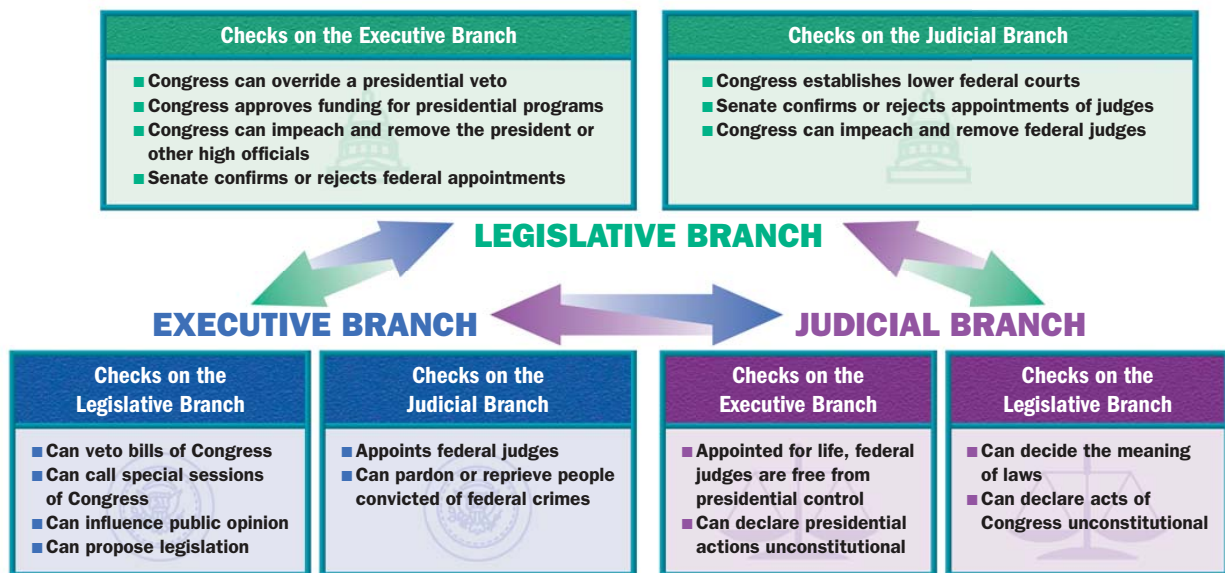 Checks on the Executive Branch
■ Congress can override a presidential veto
■ Congress approves funding for presidential programs
■ Congress can impeach and remove the president or
other high officials
■ Senate confirms or rejects federal appointments
Checks on the Judicial Branch
■ Congress establishes lower federal courts
■ Senate confirms or rejects appointments of judges
■ Congress can impeach and remove federal judges
LEGISLATIVE BRANCH
EXECUTIVE BRANCH
JUDICIAL BRANCH
Checks on the
Legislative Branch
■ Can veto bills of Congress
■ Can call special sessions
of Congress
■ Can influence public opinion
■ Can propose legislation
Checks on the
Judicial Branch
■ Appoints federal judges
■ Can pardon or reprieve people
convicted of federal crimes
Checks on the
Executive Branch
■ Appointed for life, federal
judges are free from
presidential control
■ Can declare presidential
actions unconstitutional
Checks on the
Legislative Branch
■ Can decide the meaning
of laws
■ Can declare acts of
Congress unconstitutional